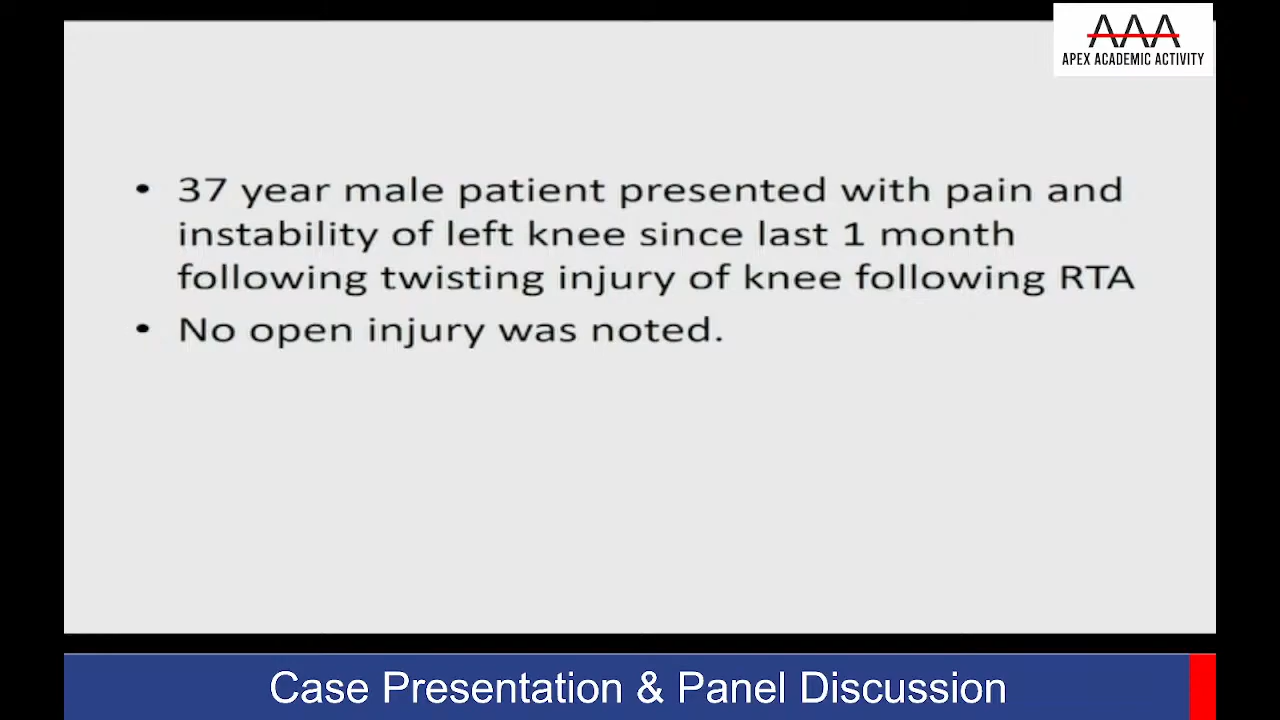 AAA
APEX ACADEMIC ACTIVITY
• 37 year male patient presented with pain and
instability of left knee since last 1 month
following twisting injury of knee following RTA
• No open injury was noted.
Case Presentation & Panel Discussion